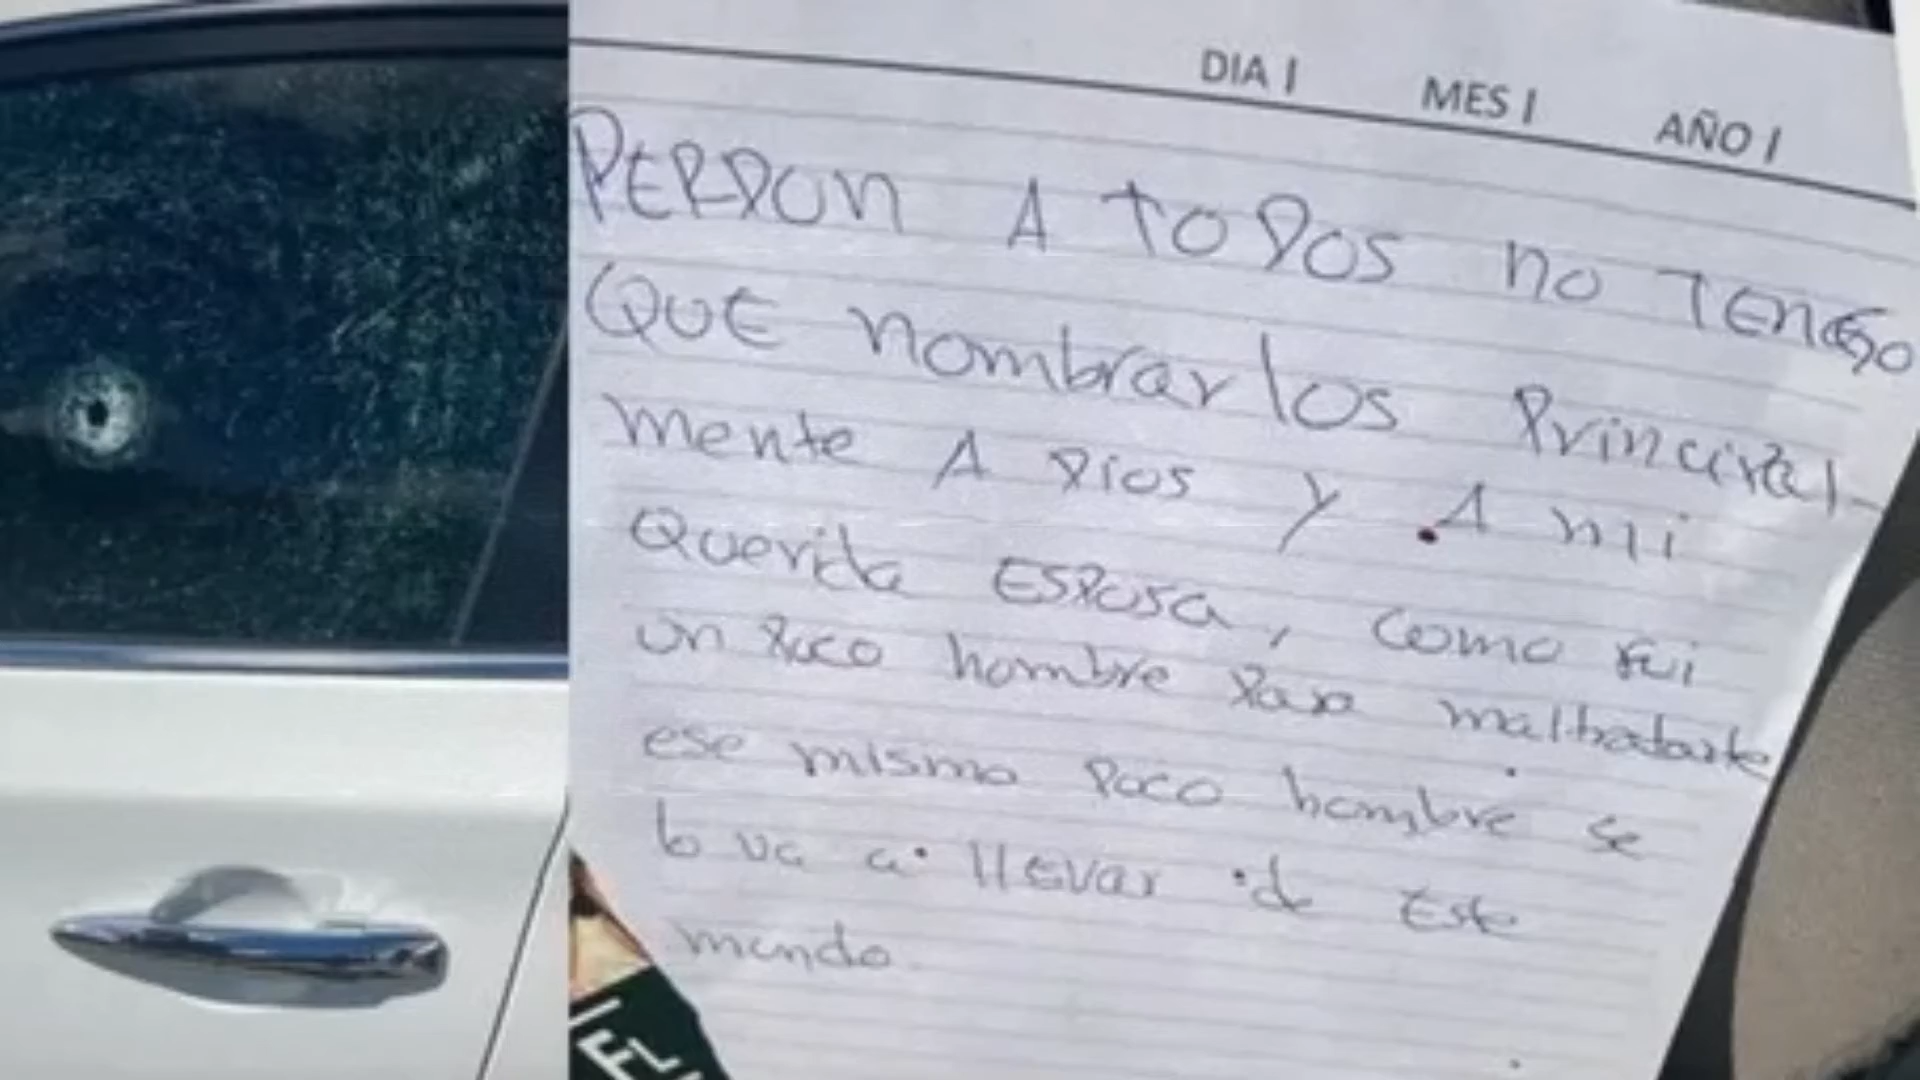 DIA / MES / AÑO /
PERDON A TODOS NO TENGO
QUE nombrarlos Principal-
mente A Dios y A mi
Querida ESPOSA, como fui
un poco hombre para maltratarte
ese mismo poco hombre se
lo va a llevar de este
mundo
EL